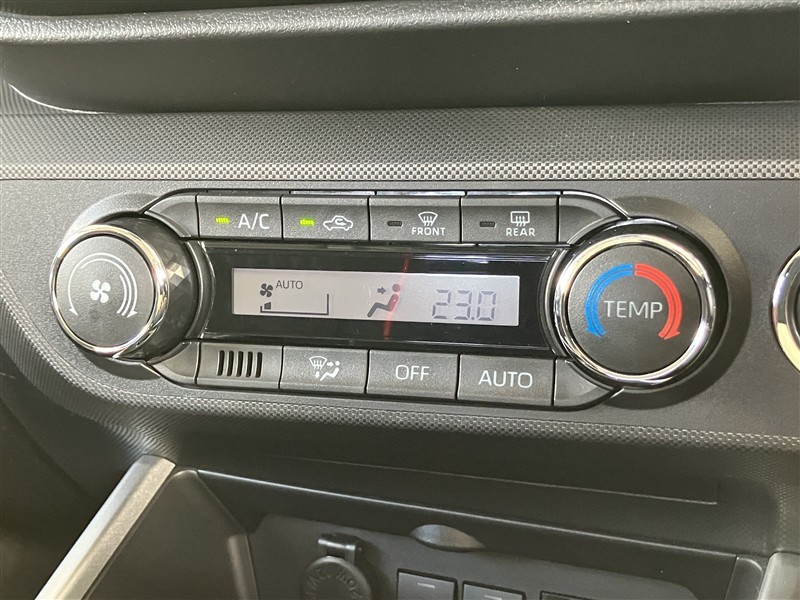 A/C
FRONT
REAR
AUTO
23.0
TEMP
OFF
AUTO